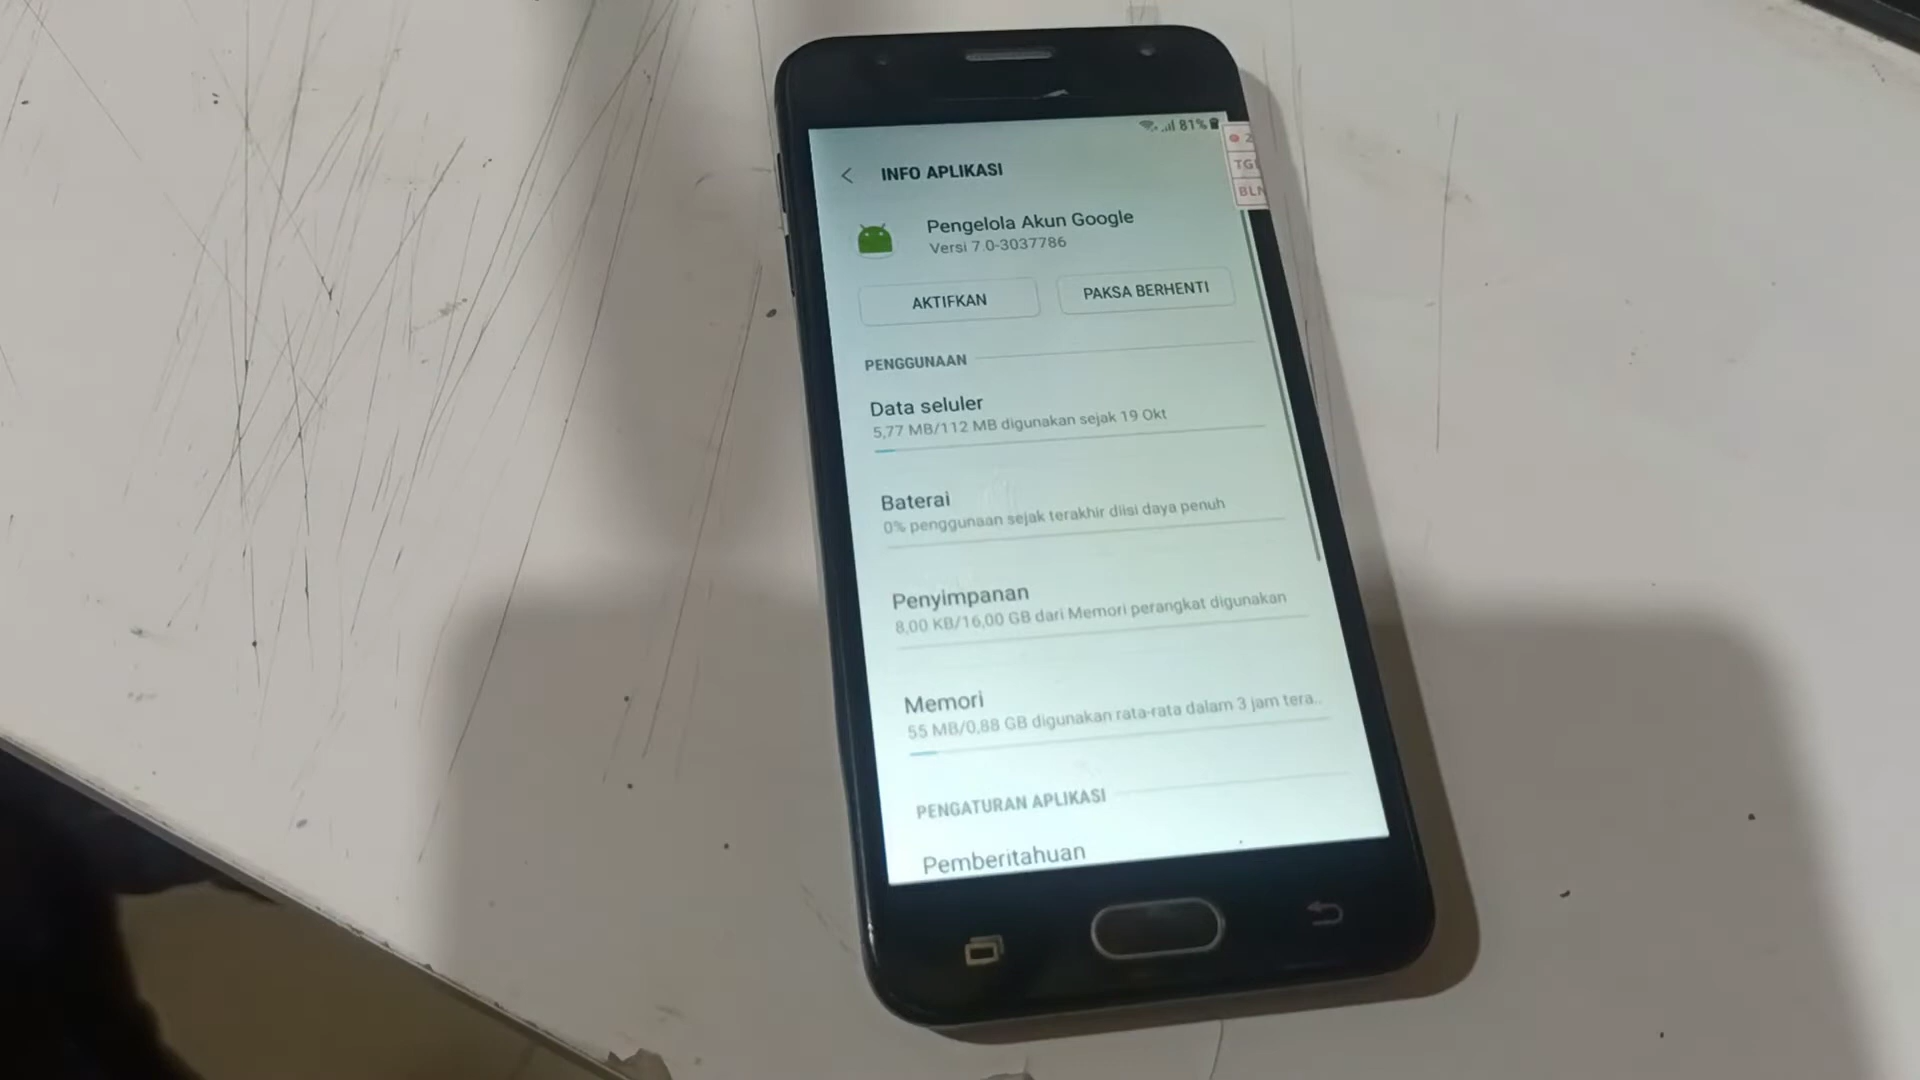 81%
INFO APLIKASI
Pengelola Akun Google
Versi 7.0-3037786
AKTIFKAN
PAKSA BERHENTI
PENGGUNAAN
Data seluler
5,77 MB/112 MB digunakan sejak 19 Okt
Baterai
0% penggunaan sejak terakhir diisi daya penuh
Penyimpanan
8,00 KB/16,00 GB dari Memori perangkat digunakan
Memori
55 MB/0,88 GB digunakan rata-rata dalam 3 jam tera..
PENGATURAN APLIKASI
Pemberitahuan
2
BLN